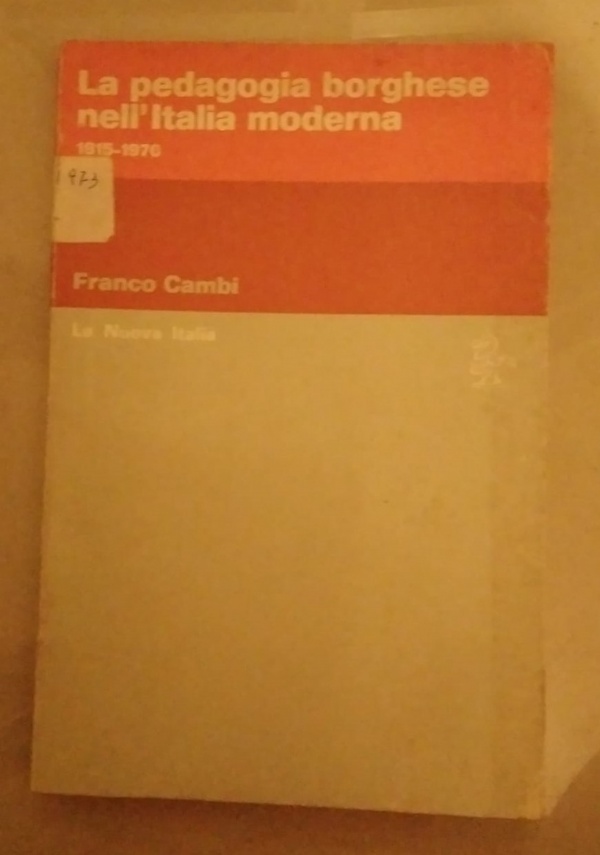 La pedagogia borghese
nell'Italia moderna
1915-1970
1973
Franco Cambi
La Nuova Italia